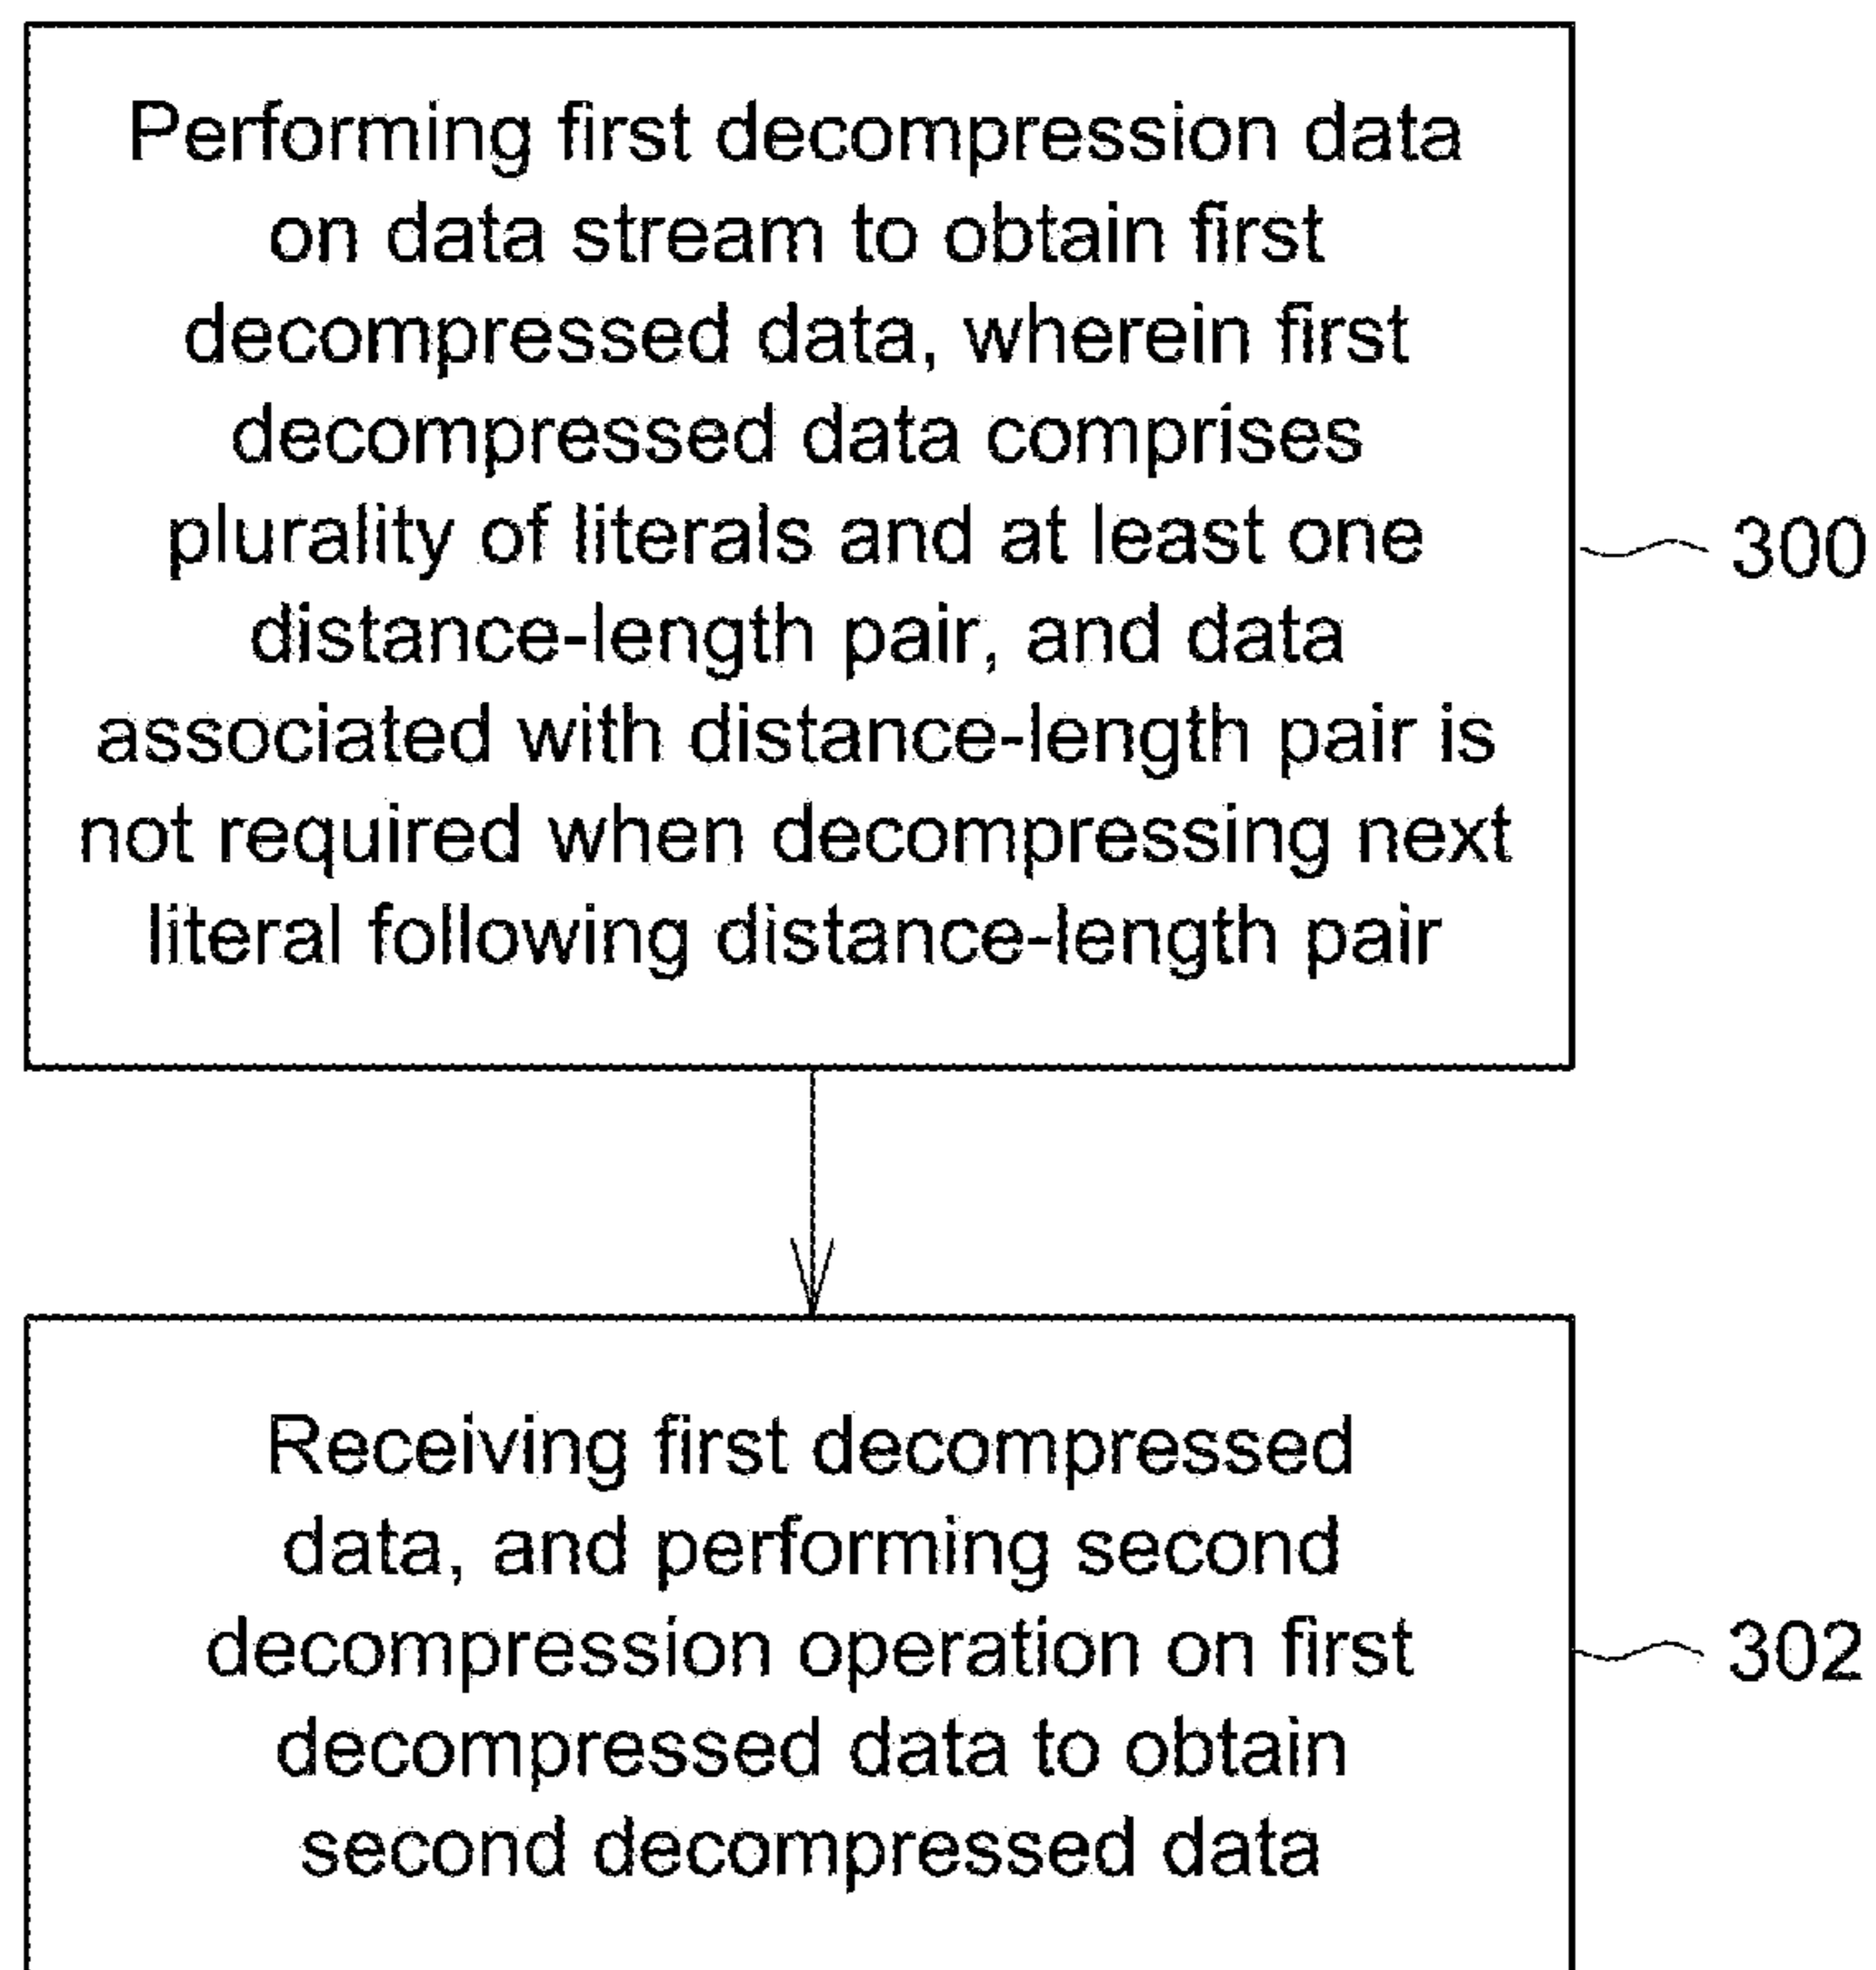 Performing first decompression data
on data stream to obtain first
decompressed data, wherein first
decompressed data comprises
plurality of literals and at least one
distance-length pair, and data
associated with distance-length pair is
not required when decompressing next
literal following distance-length pair
300
Receiving first decompressed
data, and performing second
decompression operation on first
decompressed data to obtain
second decompressed data
302